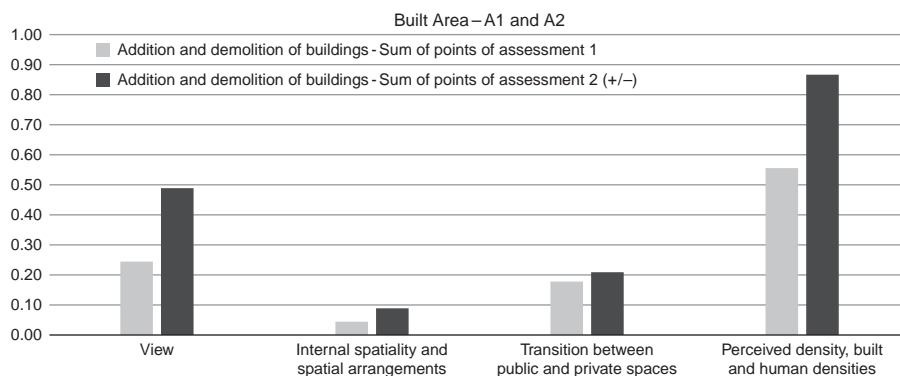 Built Area – A1 and A2
1.00
Addition and demolition of buildings - Sum of points of assessment 1
0.90
Addition and demolition of buildings - Sum of points of assessment 2 (+/–)
0.80
0.70
0.60
0.50
0.40
0.30
0.20
0.10
0.00
View
Internal spatiality and
spatial arrangements
Transition between
public and private spaces
Perceived density, built
and human densities